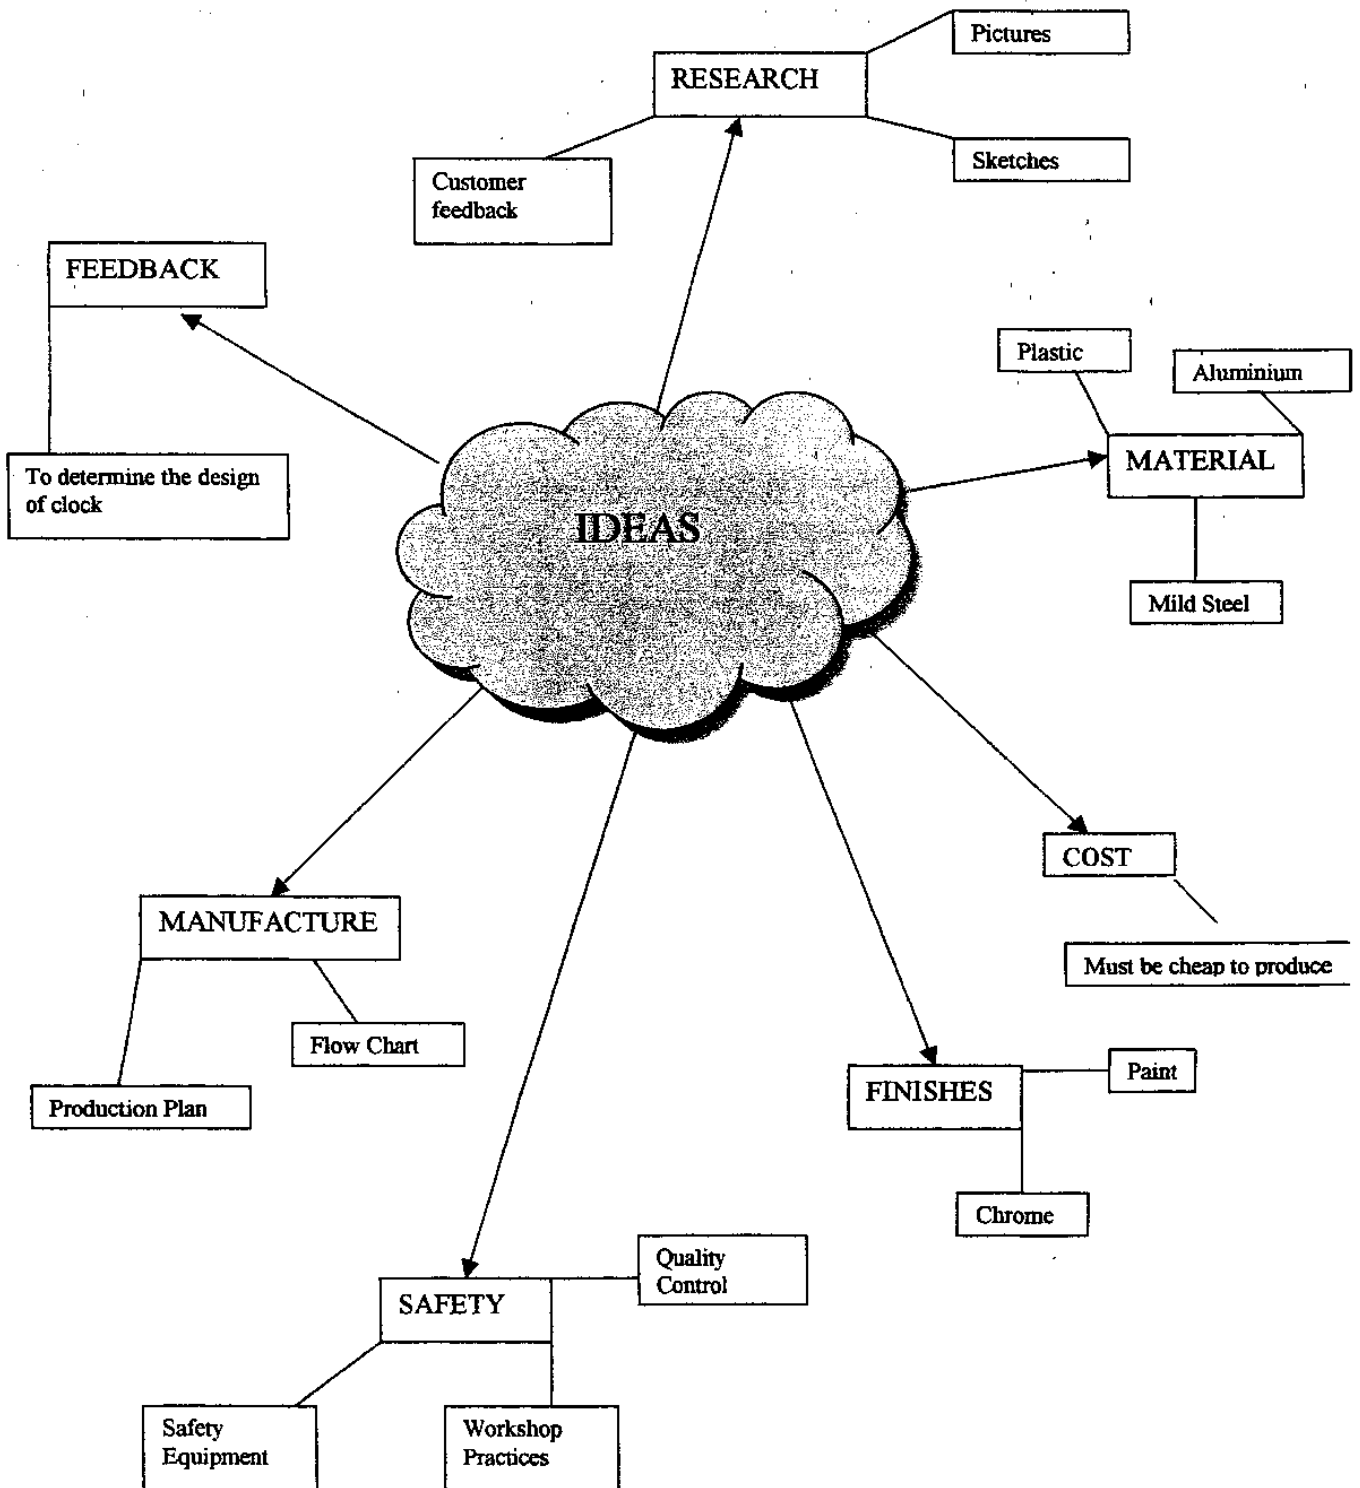 Pictures
RESEARCH
Sketches
Customer
feedback
FEEDBACK
To determine the design
of clock
Plastic
Aluminium
MATERIAL
Mild Steel
IDEAS
COST
Must be cheap to produce
MANUFACTURE
Flow Chart
Production Plan
FINISHES
Paint
Chrome
SAFETY
Quality
Control
Safety
Equipment
Workshop
Practices